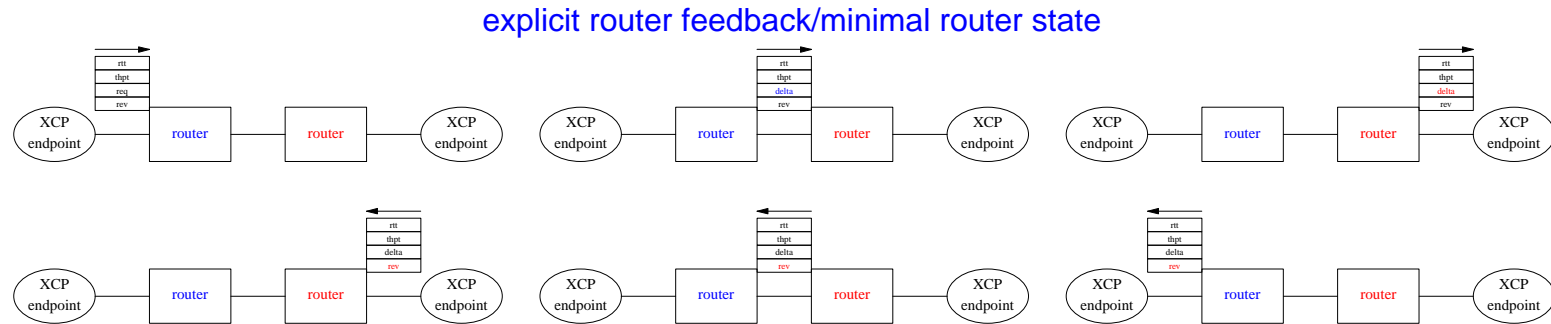 explicit router feedback/minimal router state
rtt
thpt
req
rev
XCP
endpoint
router
router
XCP
endpoint
rtt
thpt
delta
rev
XCP
endpoint
router
router
XCP
endpoint
rtt
thpt
delta
rev
XCP
endpoint
router
router
XCP
endpoint
rtt
thpt
delta
rev
XCP
endpoint
router
router
XCP
endpoint
rtt
thpt
delta
rev
XCP
endpoint
router
router
XCP
endpoint
rtt
thpt
delta
rev
XCP
endpoint
router
router
XCP
endpoint